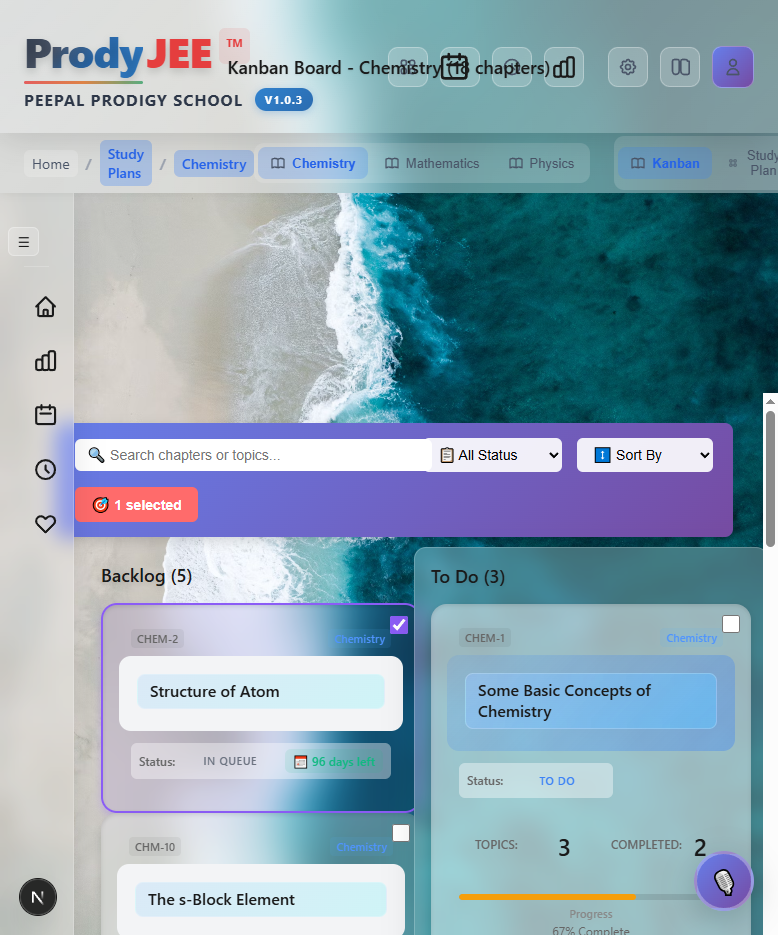 Prody JEE TM
Kanban Board - Chemistry (18 chapters)
PEEPAL PRODIGY SCHOOL V1.0.3
Home / Study Plans / Chemistry Chemistry Mathematics Physics Kanban Study Plan
☰
🔍 Search chapters or topics...
📋 All Status
↕️ Sort By
🎯 1 selected
Backlog (5)
CHEM-2 Chemistry
Structure of Atom
Status: IN QUEUE 📅 96 days left
CHM-10 Chemistry
The s-Block Element
To Do (3)
CHEM-1 Chemistry
Some Basic Concepts of
Chemistry
Status: TO DO
TOPICS: 3 COMPLETED: 2
Progress
67% Complete
N